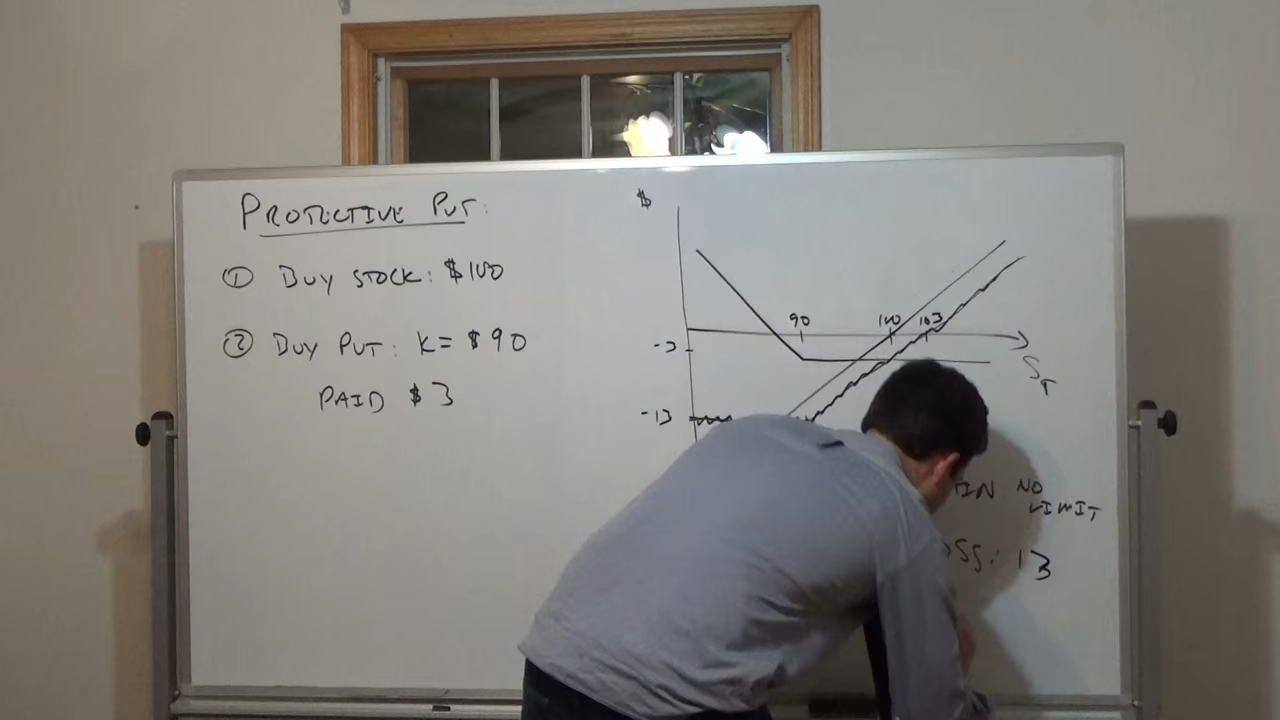 PROTECTIVE PUT:
① BUY STOCK: $100
② BUY PUT: K= $90
PAID $3
$
90 100 103
-3
S_T
-13
NO
LIMIT
13